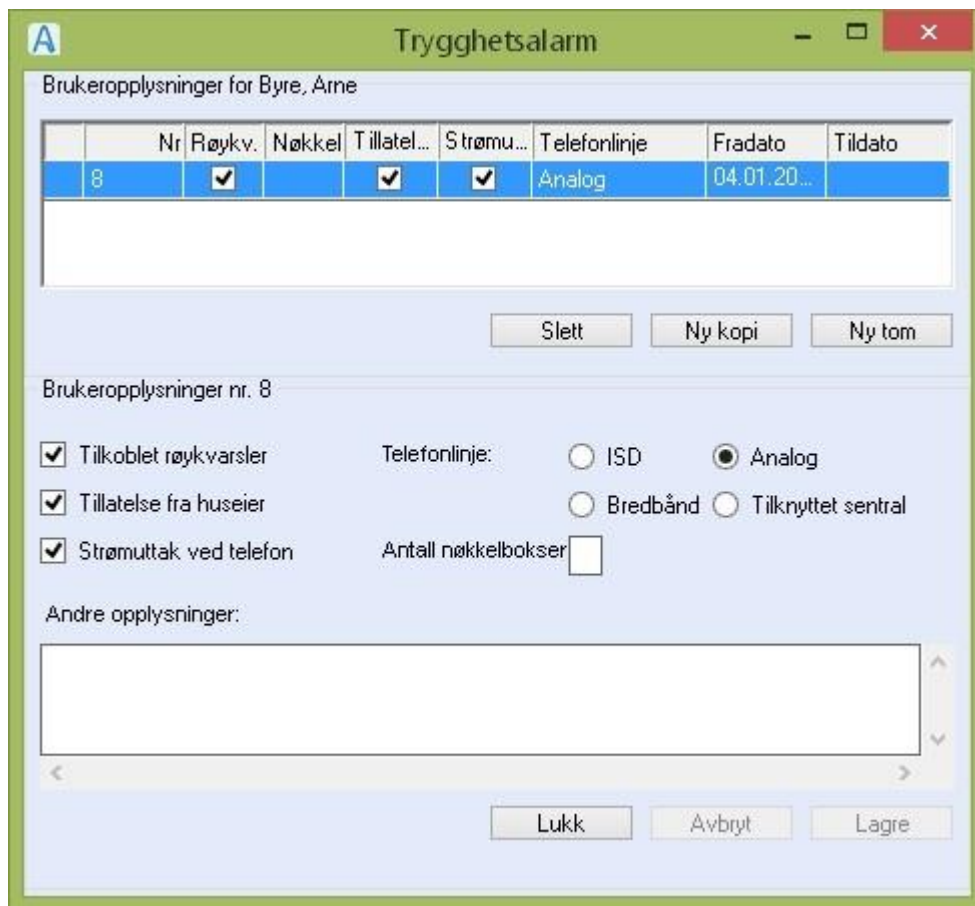 Trygghetsalarm
Brukeropplysninger for Byre, Arne
Nr Røykv. Nøkkel Tillatel... Strømu... Telefonlinje Fradato Tildato
8 Analog 04.01.20...
Slett Ny kopi Ny tom
Brukeropplysninger nr. 8
Tilkoblet røykvarsler Telefonlinje: ISD Analog
Tillatelse fra huseier Bredbånd Tilknyttet sentral
Strømuttak ved telefon Antall nøkkelbokser
Andre opplysninger:
Lukk Avbryt Lagre